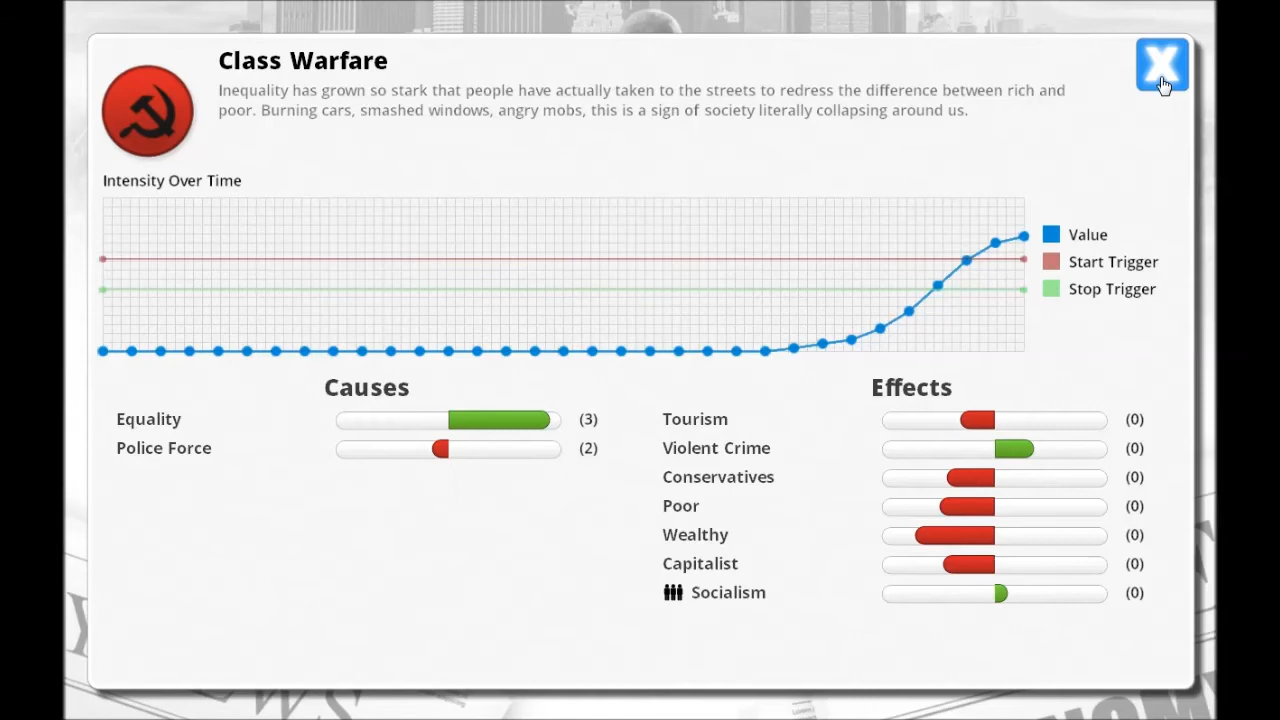 Class Warfare
Inequality has grown so stark that people have actually taken to the streets to redress the difference between rich and
poor. Burning cars, smashed windows, angry mobs, this is a sign of society literally collapsing around us.
X
Intensity Over Time
Value
Start Trigger
Stop Trigger
Causes
Equality (3)
Police Force (2)
Effects
Tourism (0)
Violent Crime (0)
Conservatives (0)
Poor (0)
Wealthy (0)
Capitalist (0)
Socialism (0)